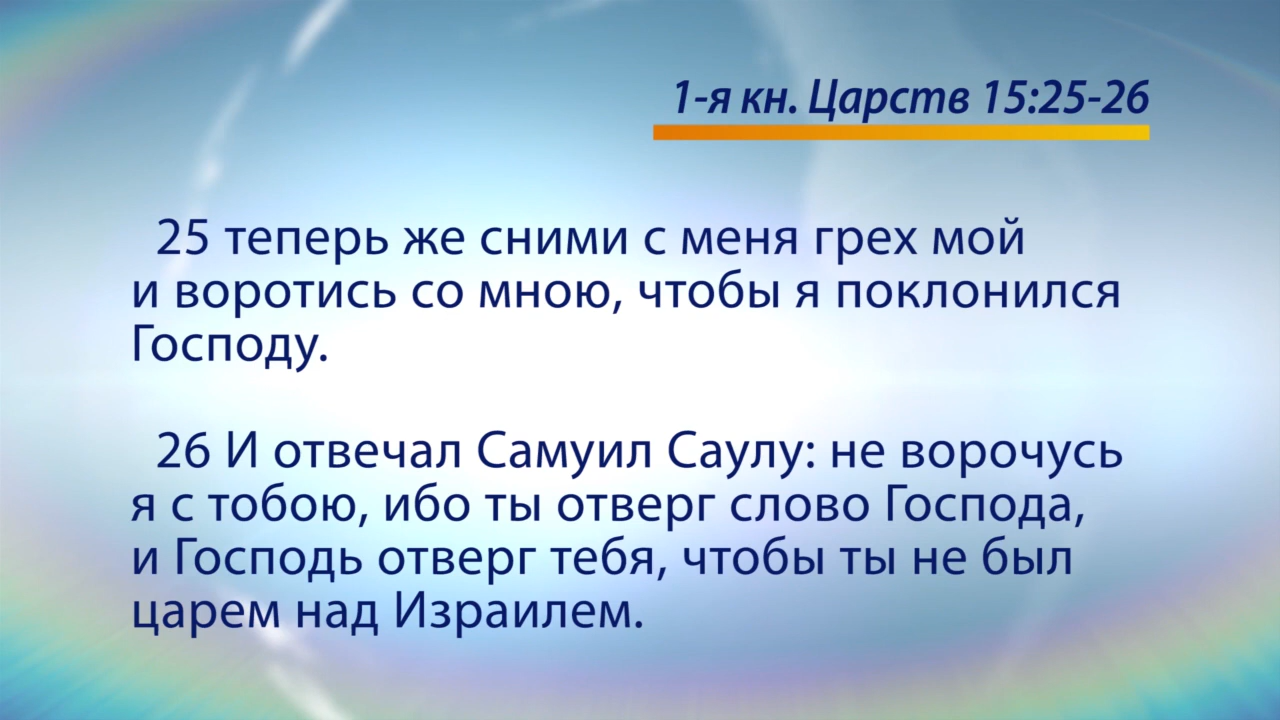 1-я кн. Царств 15:25-26
25 теперь же сними с меня грех мой
и воротись со мною, чтобы я поклонился
Господу.
26 И отвечал Самуил Саулу: не ворочусь
я с тобою, ибо ты отверг слово Господа,
и Господь отверг тебя, чтобы ты не был
царем над Израилем.